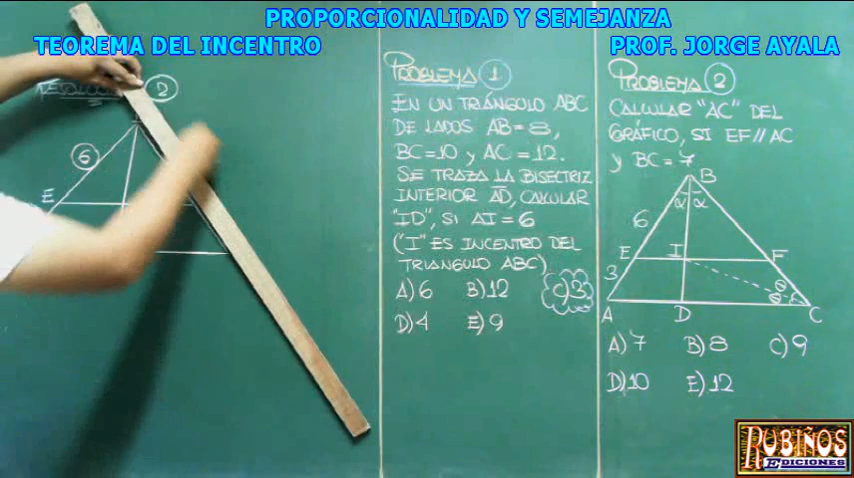 PROPORCIONALIDAD Y SEMEJANZA
TEOREMA DEL INCENTRO
PROF. JORGE AYALA
2
6
E
PROBLEMA 1
EN UN TRIÁNGULO ABC
DE LADOS AB=8,
BC=10 y AC=12.
SE TRAZA LA BISECTRIZ
INTERIOR AD, CALCULAR
"ID", SI AI=6
("I" ES INCENTRO DEL
TRIANGULO ABC)
A) 6 B) 12 C) 3
D) 4 E) 9
PROBLEMA 2
CALCULAR "AC" DEL
GRÁFICO, SI EF//AC
y BC=7
B
α α
6
E I F
3
θ
θ
A D C
A) 7 B) 8 C) 9
D) 10 E) 12
RUBIÑOS
EDICIONES